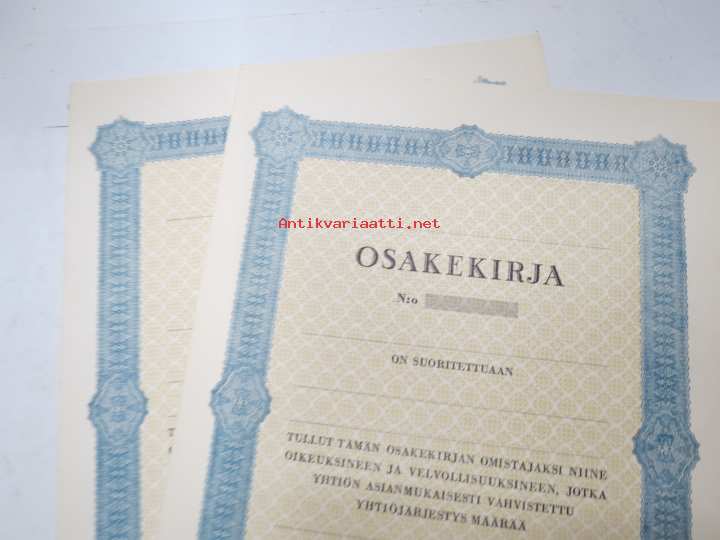 Antikvariaatti.net
OSAKEKIRJA
N:o
ON SUORITETTUAAN
TULLUT TÄMÄN OSAKEKIRJAN OMISTAJAKSI NIINE
OIKEUKSINEEN JA VELVOLLISUUKSINEEN, JOTKA
YHTIÖN ASIANMUKAISESTI VAHVISTETTU
YHTIÖJÄRJESTYS MÄÄRÄÄ